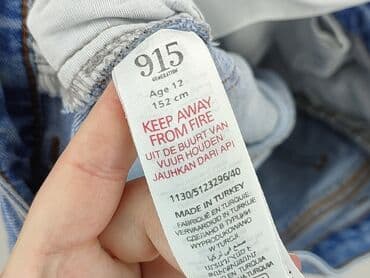 915
GENERATION
Age 12
152 cm
KEEP AWAY
FROM FIRE
UIT DE BUURT VAN
VUUR HOUDEN
JAUHKAN DARI API
1130/5123296/40
MADE IN TURKEY
FABRIQUÉ EN TURQUIE
VERVAARDIGD IN TURKIJE
СДЕЛАНО В ТУРЦИИ
WYPRODUKOWANO
W TURCJI